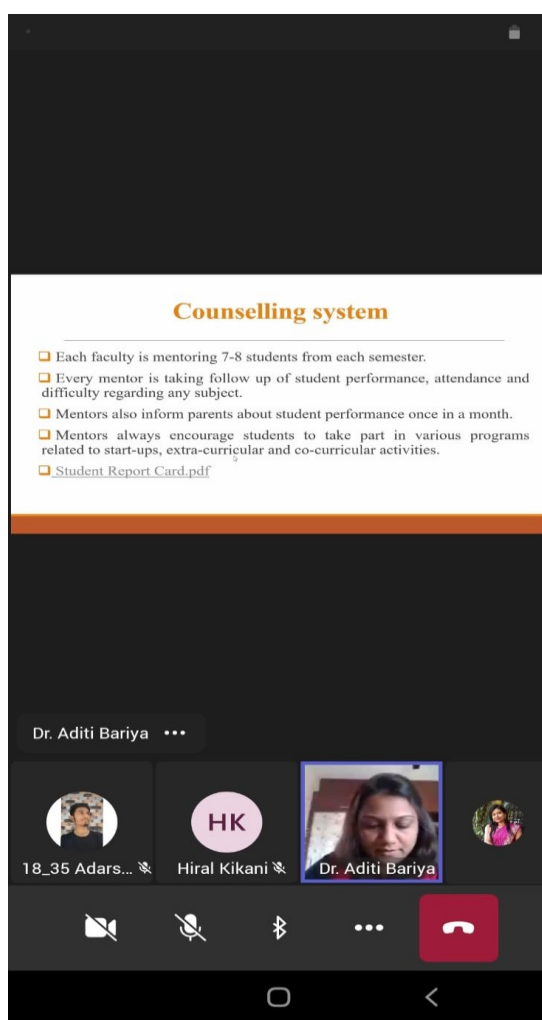 Counselling system
Each faculty is mentoring 7-8 students from each semester.
Every mentor is taking follow up of student performance, attendance and
difficulty regarding any subject.
Mentors also inform parents about student performance once in a month.
Mentors always encourage students to take part in various programs
related to start-ups, extra-curricular and co-curricular activities.
Student Report Card.pdf
Dr. Aditi Bariya
HK
18_35 Adars...
Hiral Kikani
Dr. Aditi Bariya